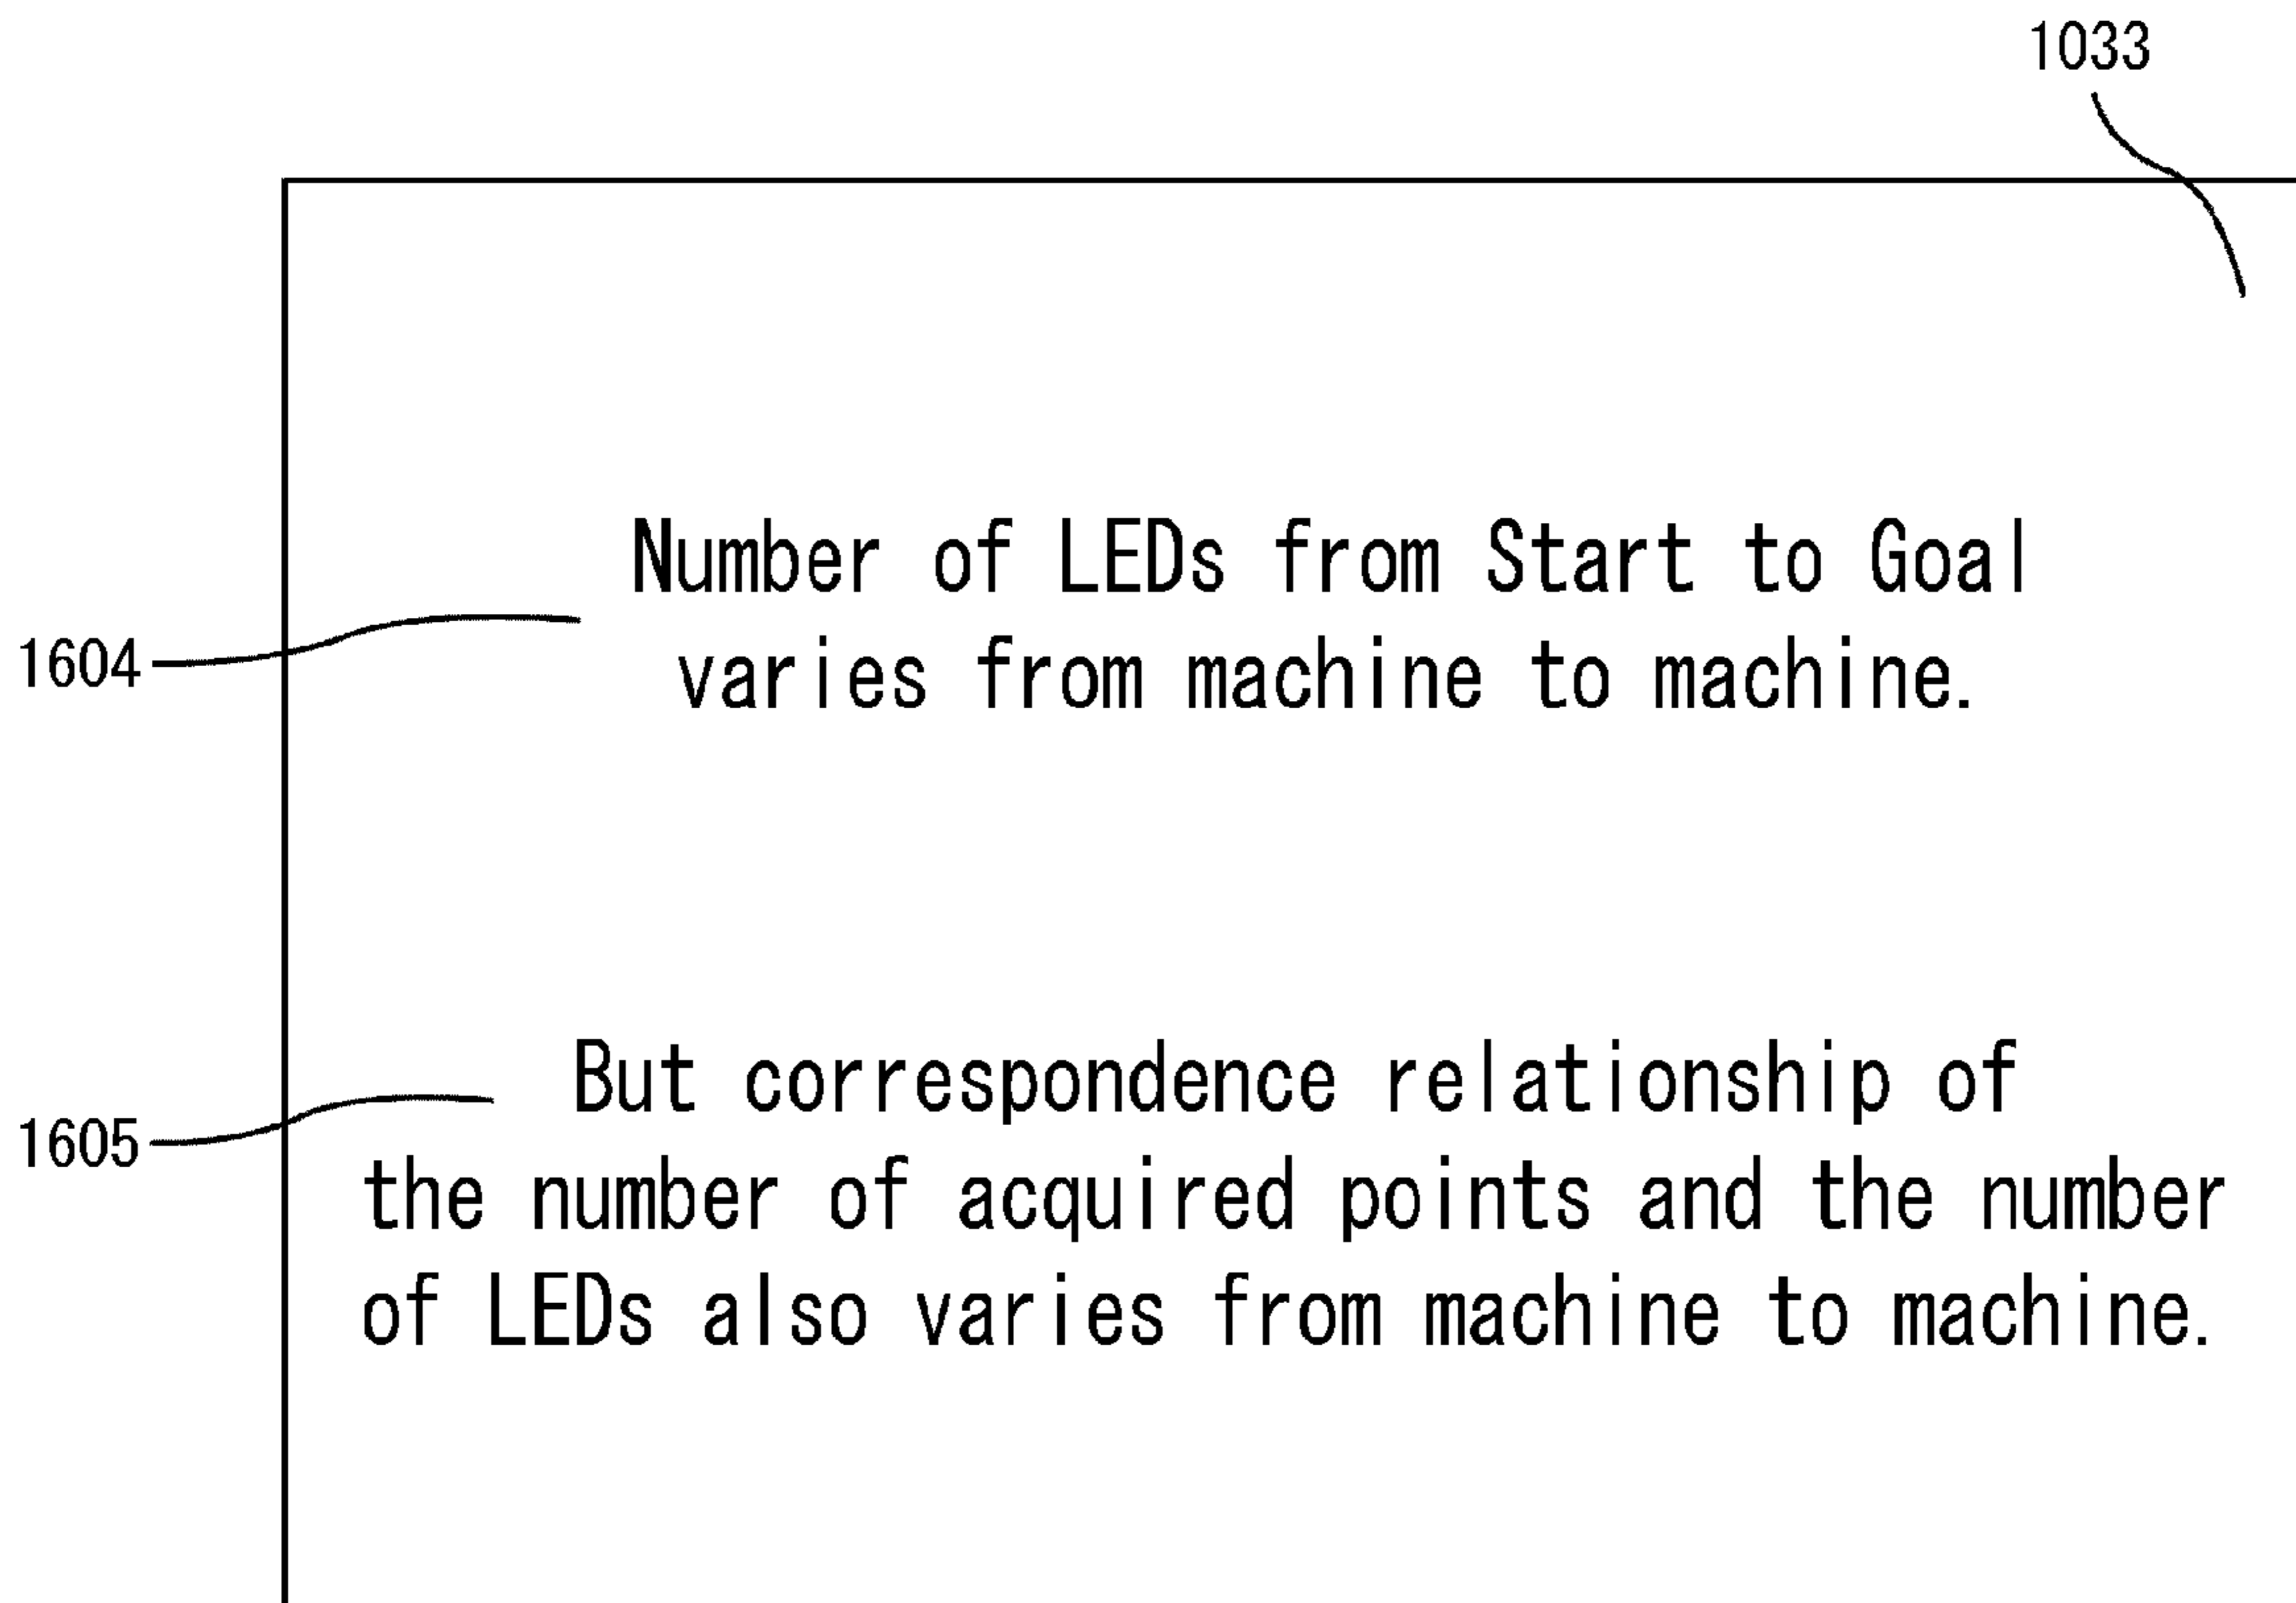 1033
Number of LEDs from Start to Goal
1604
varies from machine to machine.
But correspondence relationship of
1605
the number of acquired points and the number
of LEDs also varies from machine to machine.